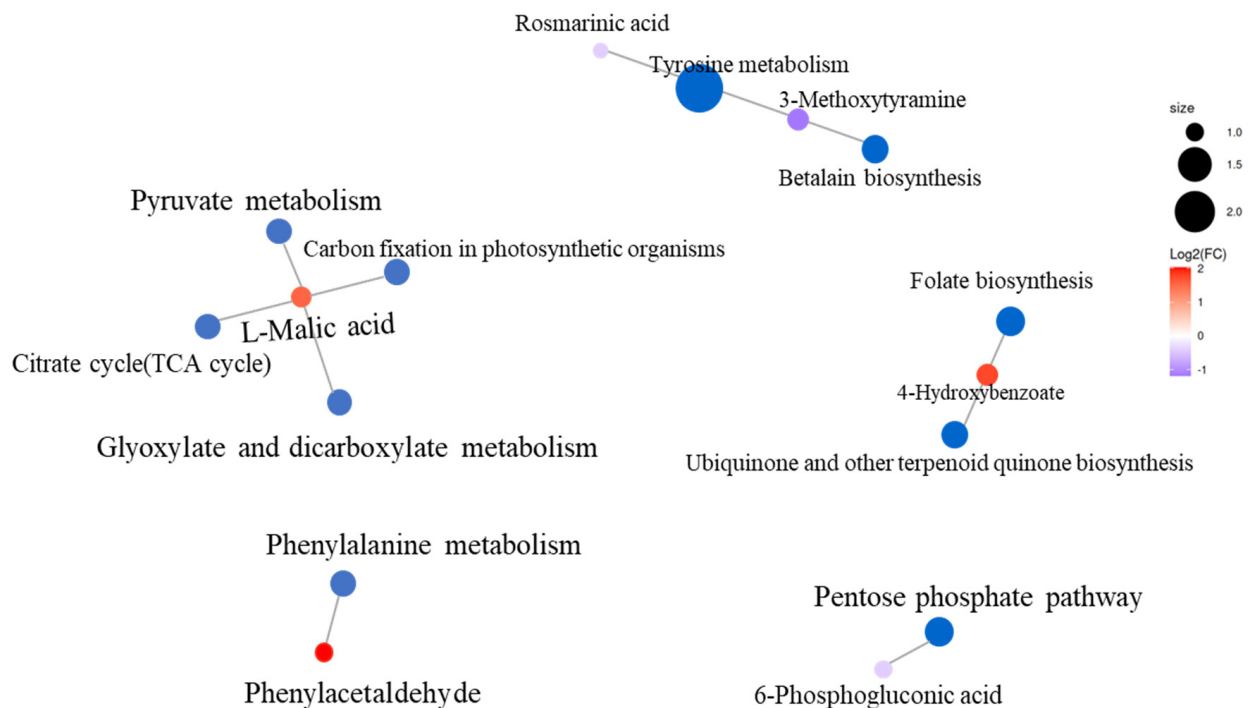 Rosmarinic acid
Tyrosine metabolism
3-Methoxytyramine
Betalain biosynthesis
Pyruvate metabolism
Carbon fixation in photosynthetic organisms
L-Malic acid
Citrate cycle(TCA cycle)
Glyoxylate and dicarboxylate metabolism
Folate biosynthesis
4-Hydroxybenzoate
Ubiquinone and other terpenoid quinone biosynthesis
Phenylalanine metabolism
Phenylacetaldehyde
Pentose phosphate pathway
6-Phosphogluconic acid
size
1.0
1.5
2.0
Log2(FC)
2
1
0
-1